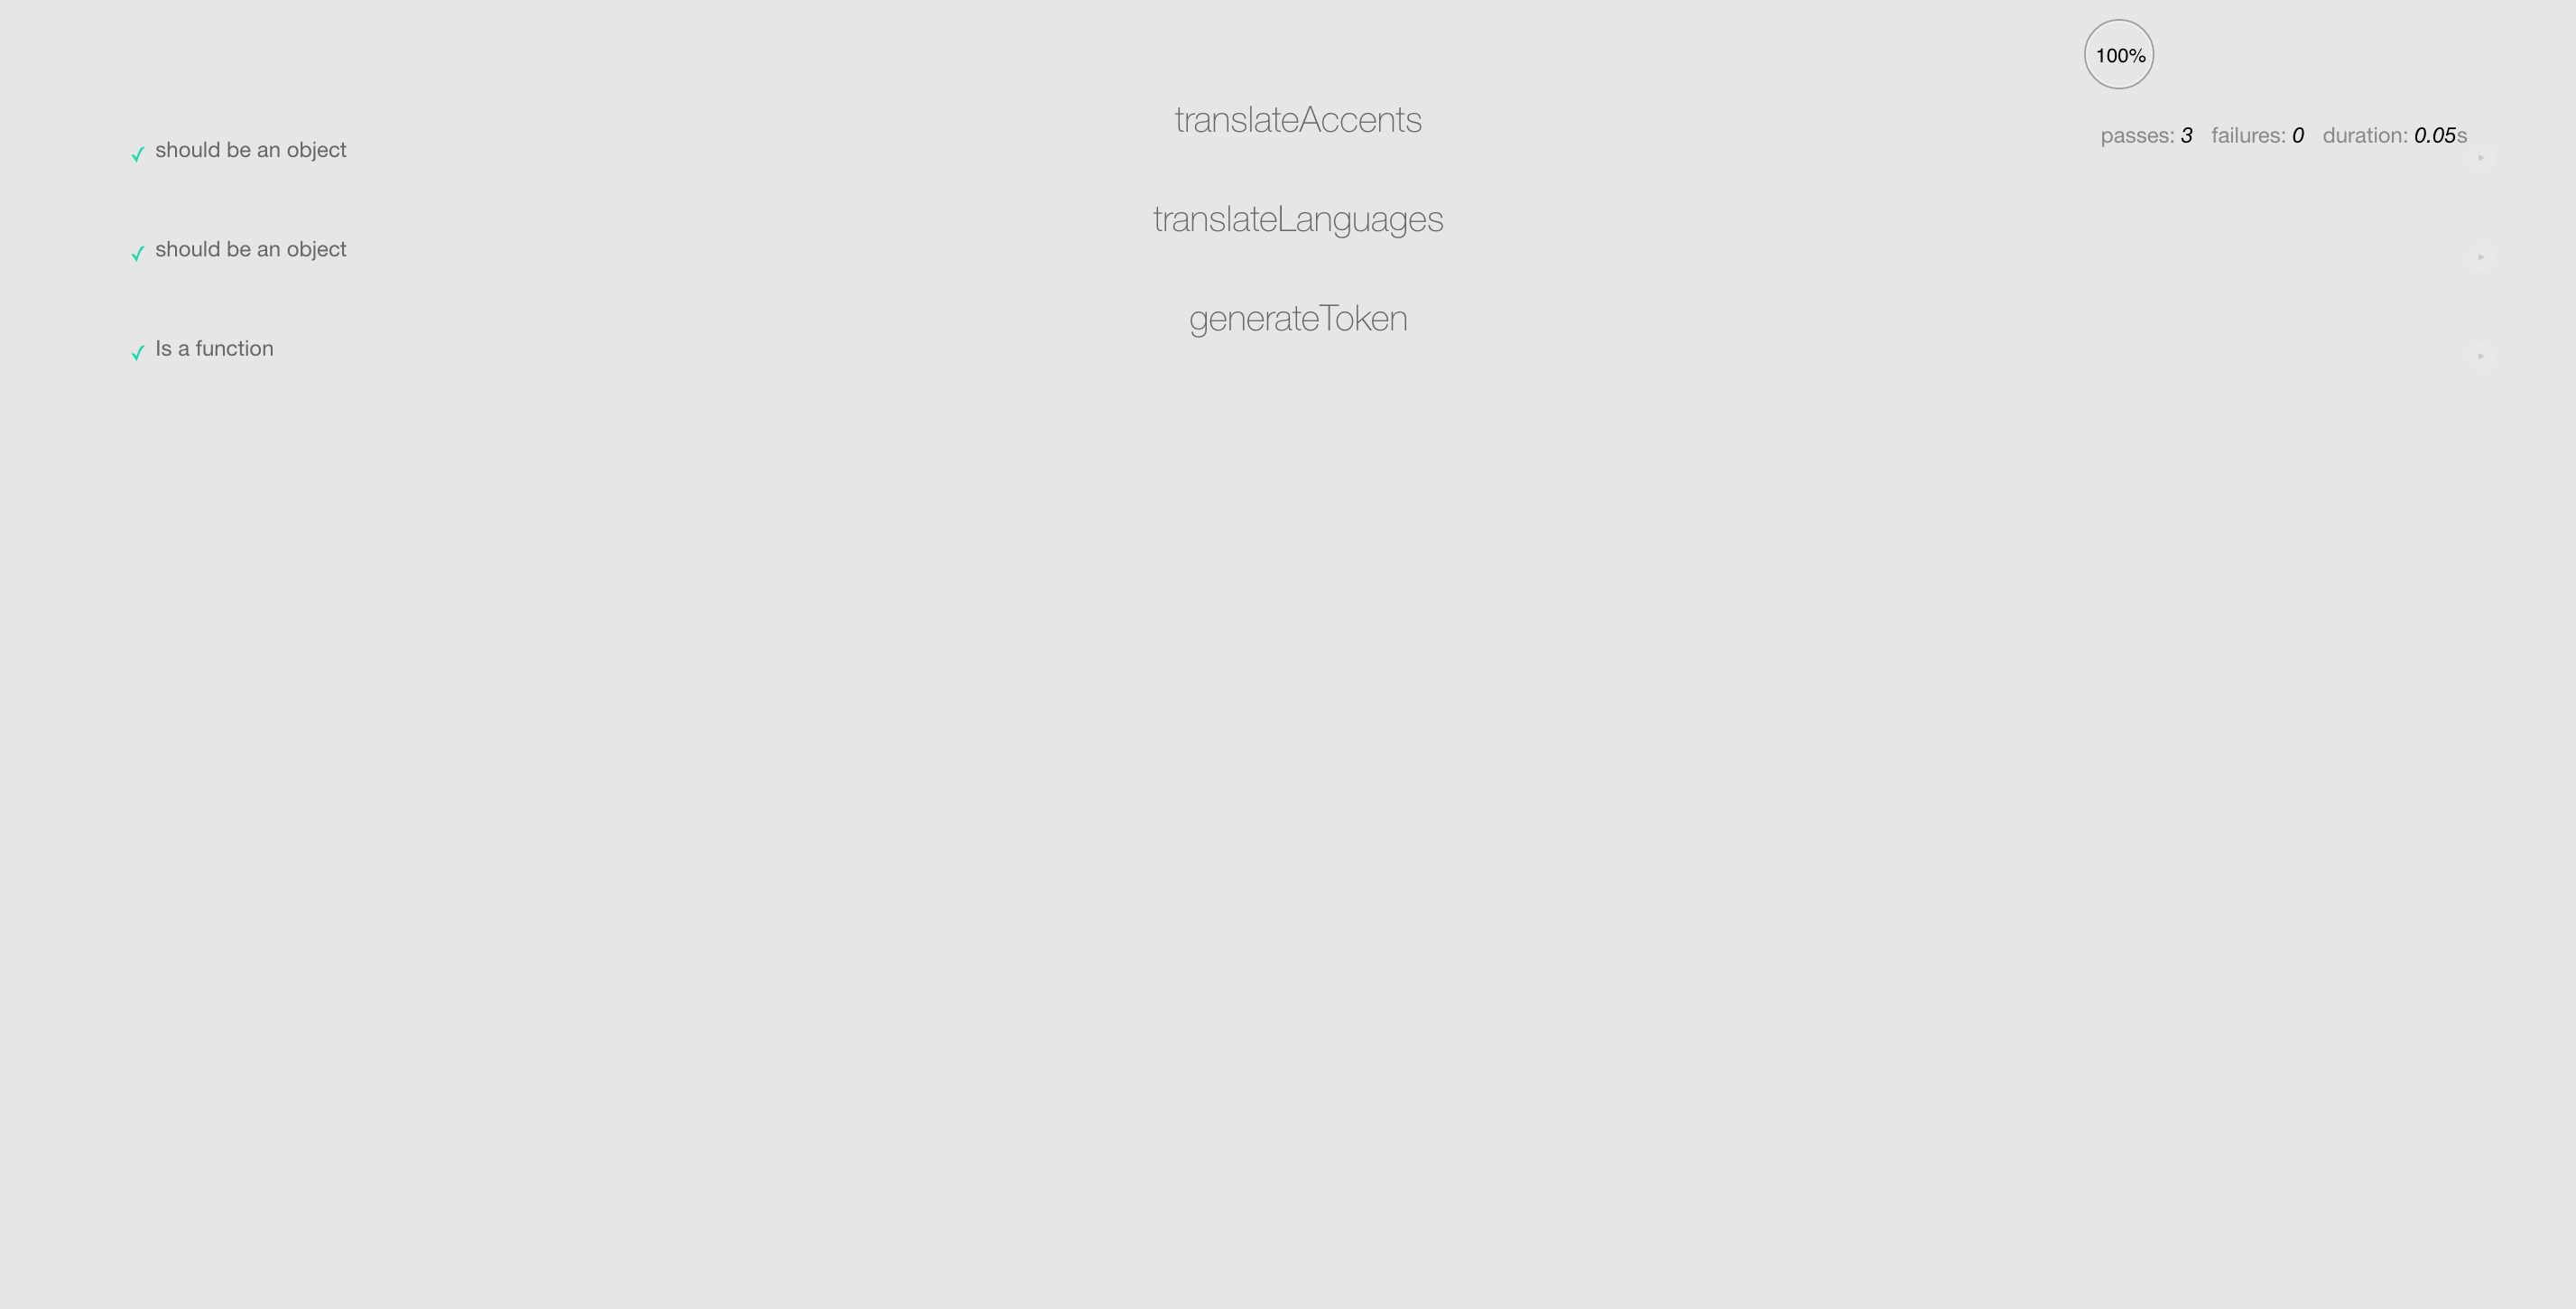 100%
passes: 3 failures: 0 duration: 0.05s
translateAccents
✓ should be an object
translateLanguages
✓ should be an object
generateToken
✓ Is a function